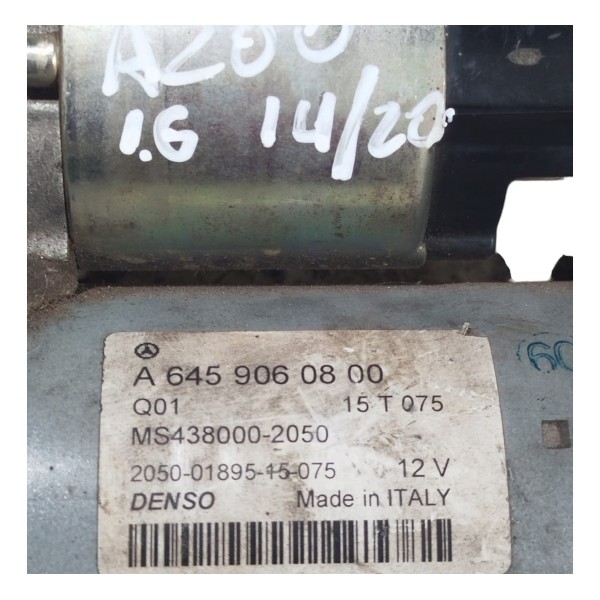 A200
1.6 14/20
A 645 906 08 00
Q01 15 T 075
MS438000-2050
2050-01895-15-075 12 V
DENSO Made in ITALY